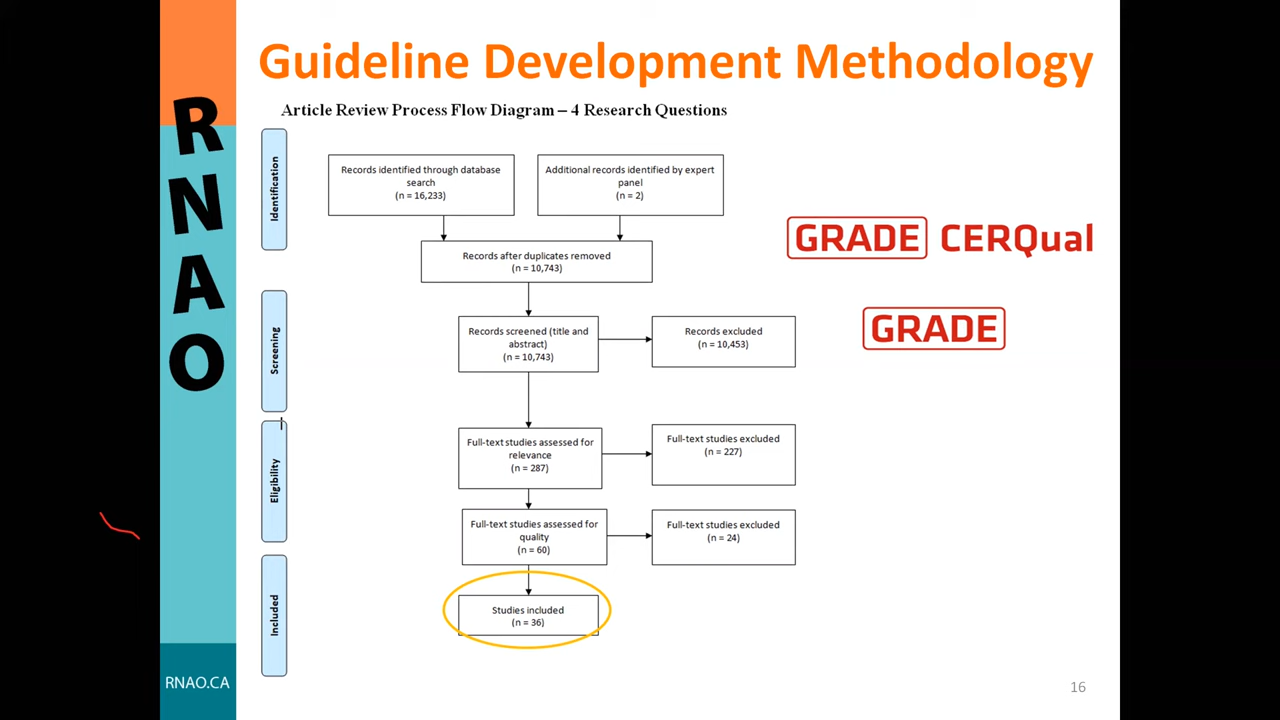 Guideline Development Methodology
Article Review Process Flow Diagram – 4 Research Questions
R
N
A
O
RNAO.CA
Identification
Records identified through database
search
(n = 16,233)
Additional records identified by expert
panel
(n = 2)
Records after duplicates removed
(n = 10,743)
GRADE CERQual
Screening
Records screened (title and
abstract)
(n = 10,743)
Records excluded
(n = 10,453)
GRADE
Eligibility
Full-text studies assessed for
relevance
(n = 287)
Full-text studies excluded
(n = 227)
Full-text studies assessed for
quality
(n = 60)
Full-text studies excluded
(n = 24)
Included
Studies included
(n = 36)
16